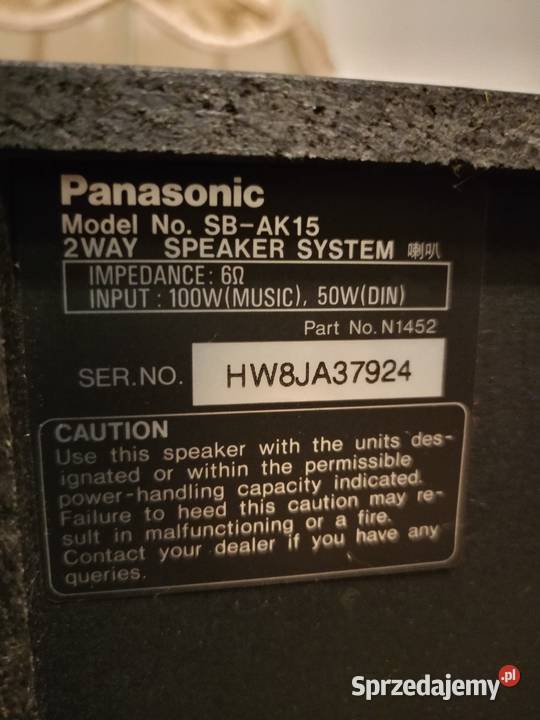 Panasonic
Model No. SB-AK15
2WAY SPEAKER SYSTEM 喇叭
IMPEDANCE: 6Ω
INPUT : 100W(MUSIC), 50W(DIN)
Part No. N1452
SER.NO. HW8JA37924
CAUTION
Use this speaker with the units des-
ignated or within the permissible
power-handling capacity indicated.
Failure to heed this caution may re-
sult in malfunctioning or a fire.
Contact your dealer if you have any
queries.
Sprzedajemy.pl